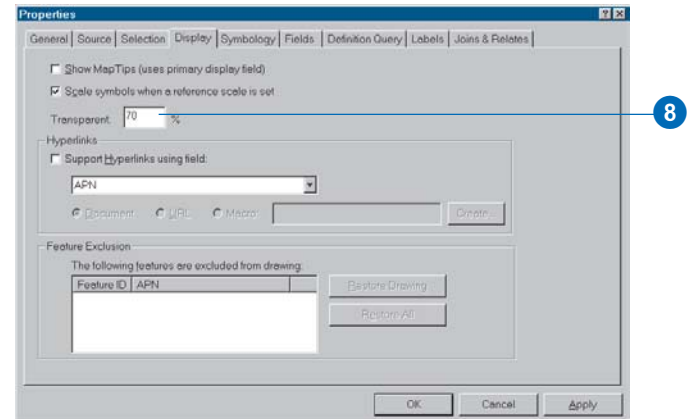 Properties
General Source Selection Display Symbology Fields Definition Query Labels Joins & Relates
Show MapTips (uses primary display field)
Scale symbols when a reference scale is set
Transparent: 70 %
8
Hyperlinks
Support Hyperlinks using field:
APN
Document URL Macro: Create...
Feature Exclusion
The following features are excluded from drawing:
Feature ID APN
Restore Drawing
Restore All
OK Cancel Apply